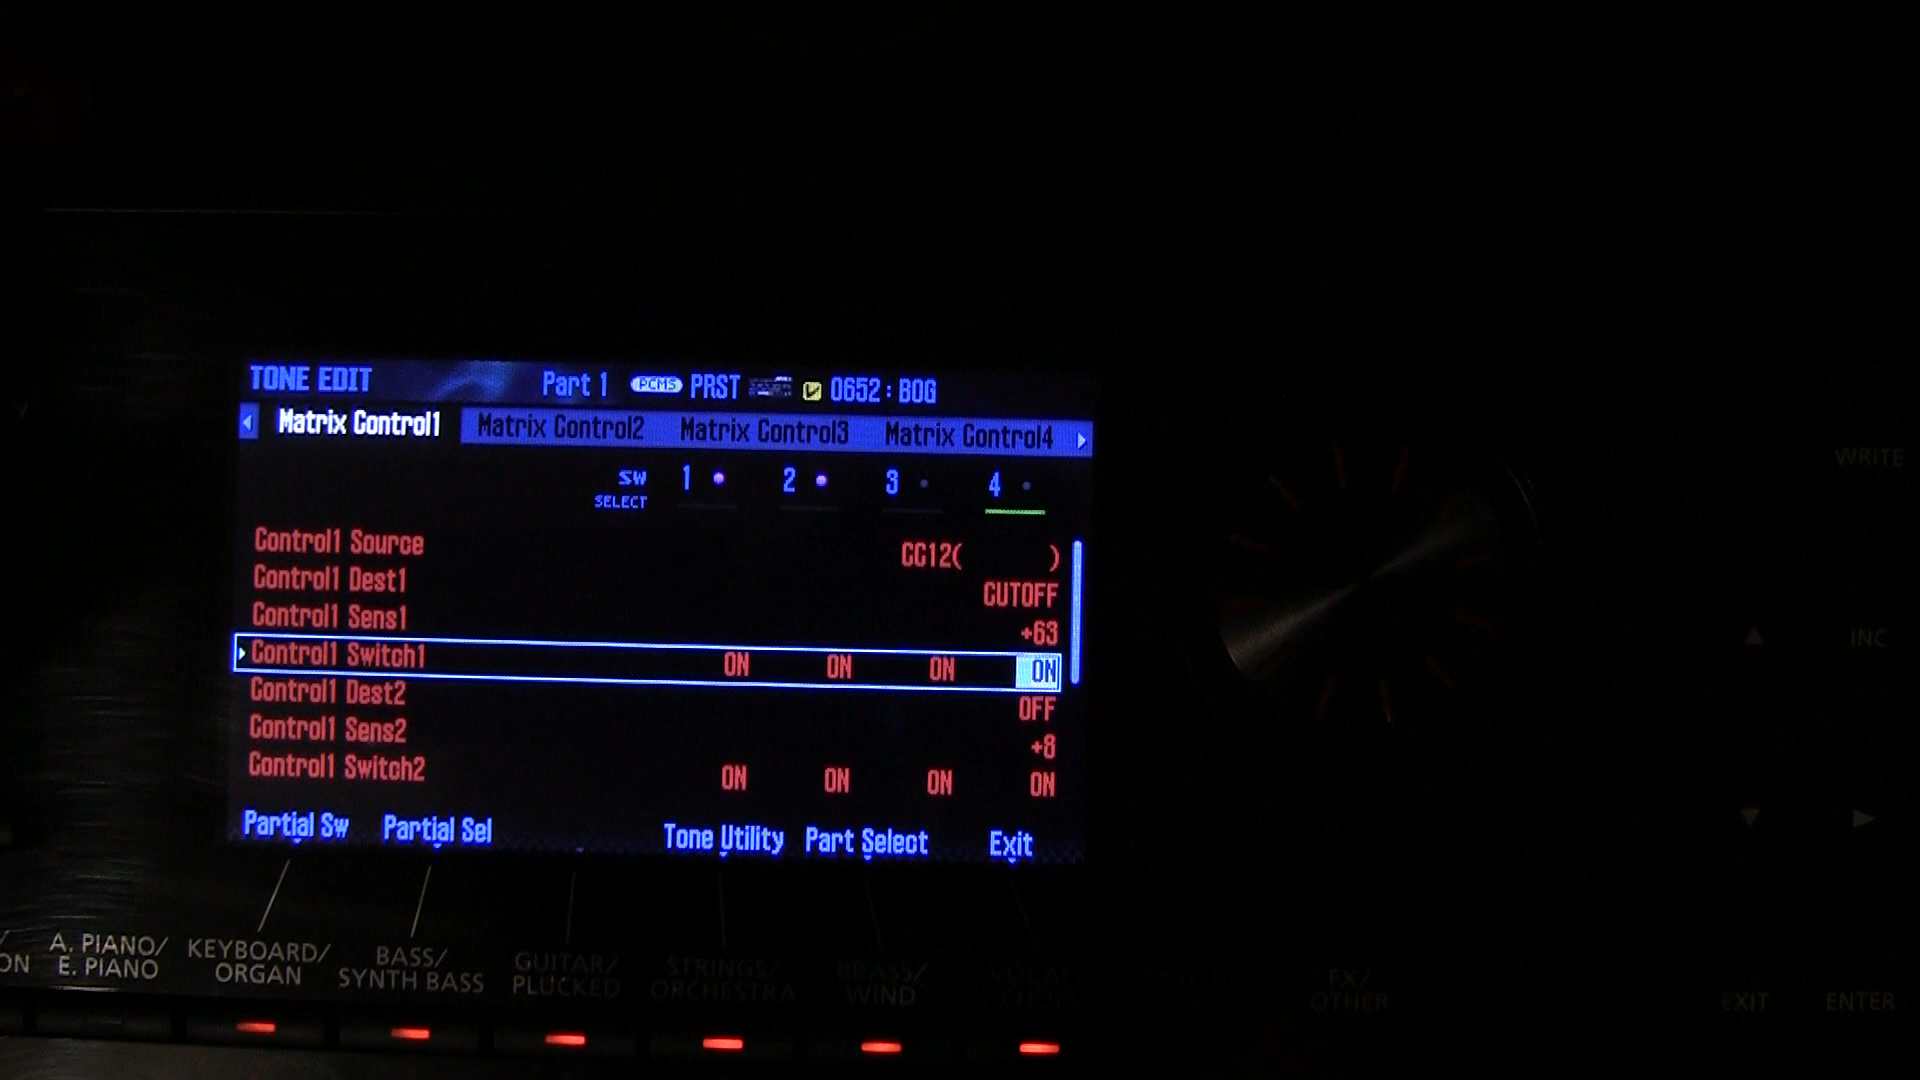 TONE EDIT Part 1 PCMS PRST 0652 : BOG
Matrix Control1 Matrix Control2 Matrix Control3 Matrix Control4
SW 1 2 3 4
SELECT
Control1 Source CC12( )
Control1 Dest1 CUTOFF
Control1 Sens1 +63
Control1 Switch1 ON ON ON ON
Control1 Dest2 OFF
Control1 Sens2 +8
Control1 Switch2 ON ON ON ON
Partial Sw Partial Sel Tone Utility Part Select Exit
WRITE
INC
ON
A. PIANO/
E. PIANO
KEYBOARD/
ORGAN
BASS/
SYNTH BASS
GUITAR/
PLUCKED
STRINGS/
ORCHESTRA
BRASS/
WIND
FX/
OTHER
EXIT
ENTER